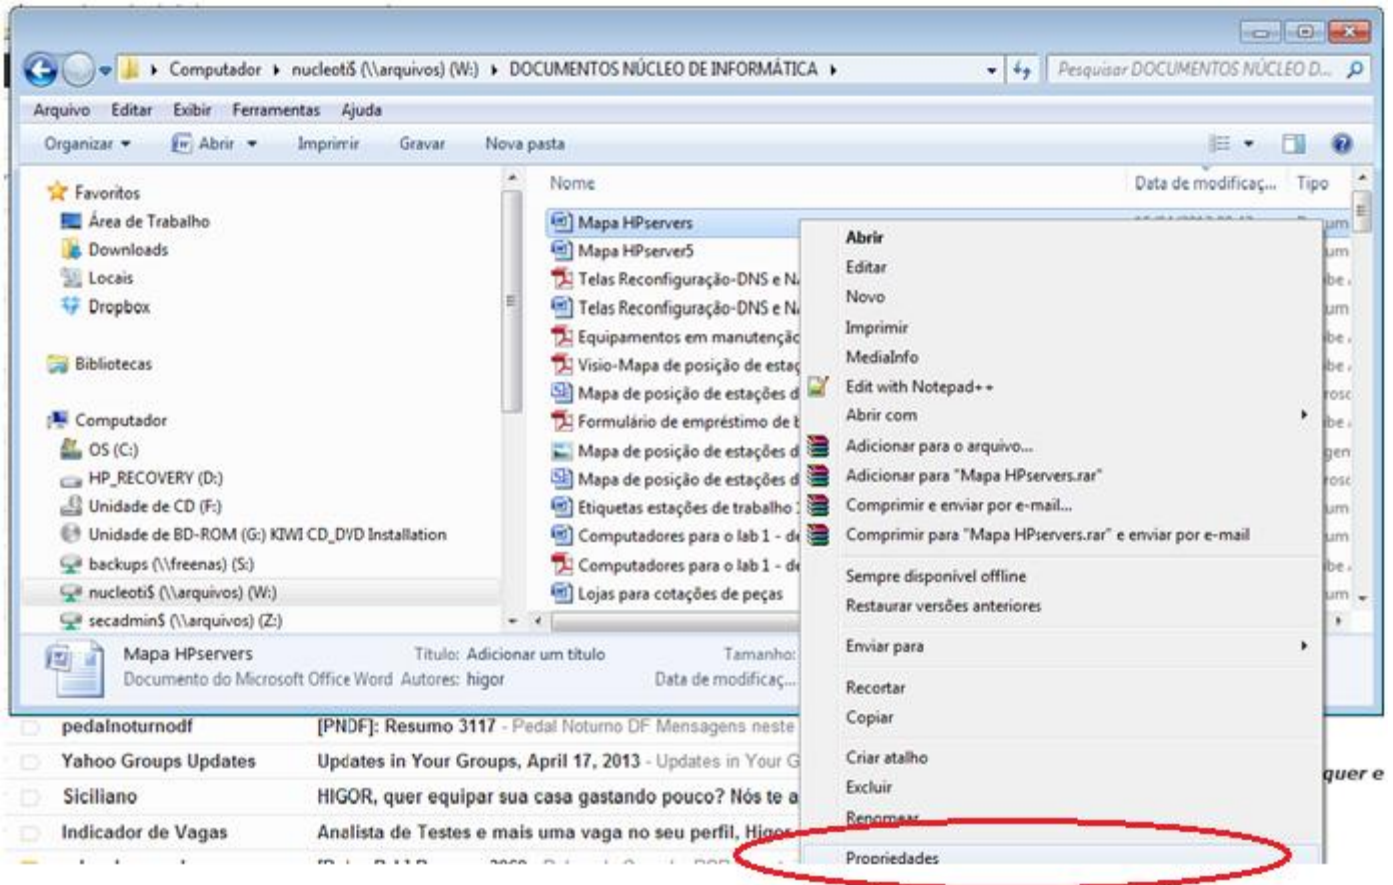 Computador nucleoti$ (\\arquivos) (W:) DOCUMENTOS NÚCLEO DE INFORMÁTICA
Pesquisar DOCUMENTOS NÚCLEO D...
Arquivo Editar Exibir Ferramentas Ajuda
Organizar Abrir Imprimir Gravar Nova pasta
Favoritos
Área de Trabalho
Downloads
Locais
Dropbox
Bibliotecas
Computador
OS (C:)
HP_RECOVERY (D:)
Unidade de CD (F:)
Unidade de BD-ROM (G:) KIWI CD_DVD Installation
backups (\\freenas) (S:)
nucleoti$ (\\arquivos) (W:)
secadmin$ (\\arquivos) (Z:)
Nome Data de modificaç... Tipo
Mapa HPservers
Mapa HPserver5
Telas Reconfiguração-DNS e
Telas Reconfiguração-DNS e
Equipamentos em manutençã
Visio-Mapa de posição de
Mapa de posição de estações d
Formulário de empréstimo de
Mapa de posição de estações d
Mapa de posição de estações d
Etiquetas estações de trabalho
Computadores para o lab 1 - de
Computadores para o lab 1 - de
Lojas para cotações de peças
Abrir
Editar
Novo
Imprimir
MediaInfo
Edit with Notepad++
Abrir com
Adicionar para o arquivo...
Adicionar para "Mapa HPservers.rar"
Comprimir e enviar por e-mail...
Comprimir para "Mapa HPservers.rar" e enviar por e-mail
Sempre disponível offline
Restaurar versões anteriores
Enviar para
Recortar
Copiar
Criar atalho
Excluir
Renomear
Propriedades
Mapa HPservers Título: Adicionar um título Tamanho:
Documento do Microsoft Office Word Autores: higor Data de modificaç...
pedalnoturnodf [PNDF]: Resumo 3117 - Pedal Noturno DF Mensagens neste
Yahoo Groups Updates Updates in Your Groups, April 17, 2013 - Updates in Your G
Siciliano HIGOR, quer equipar sua casa gastando pouco? Nós te a
Indicador de Vagas Analista de Testes e mais uma vaga no seu perfil, Higor
quer e